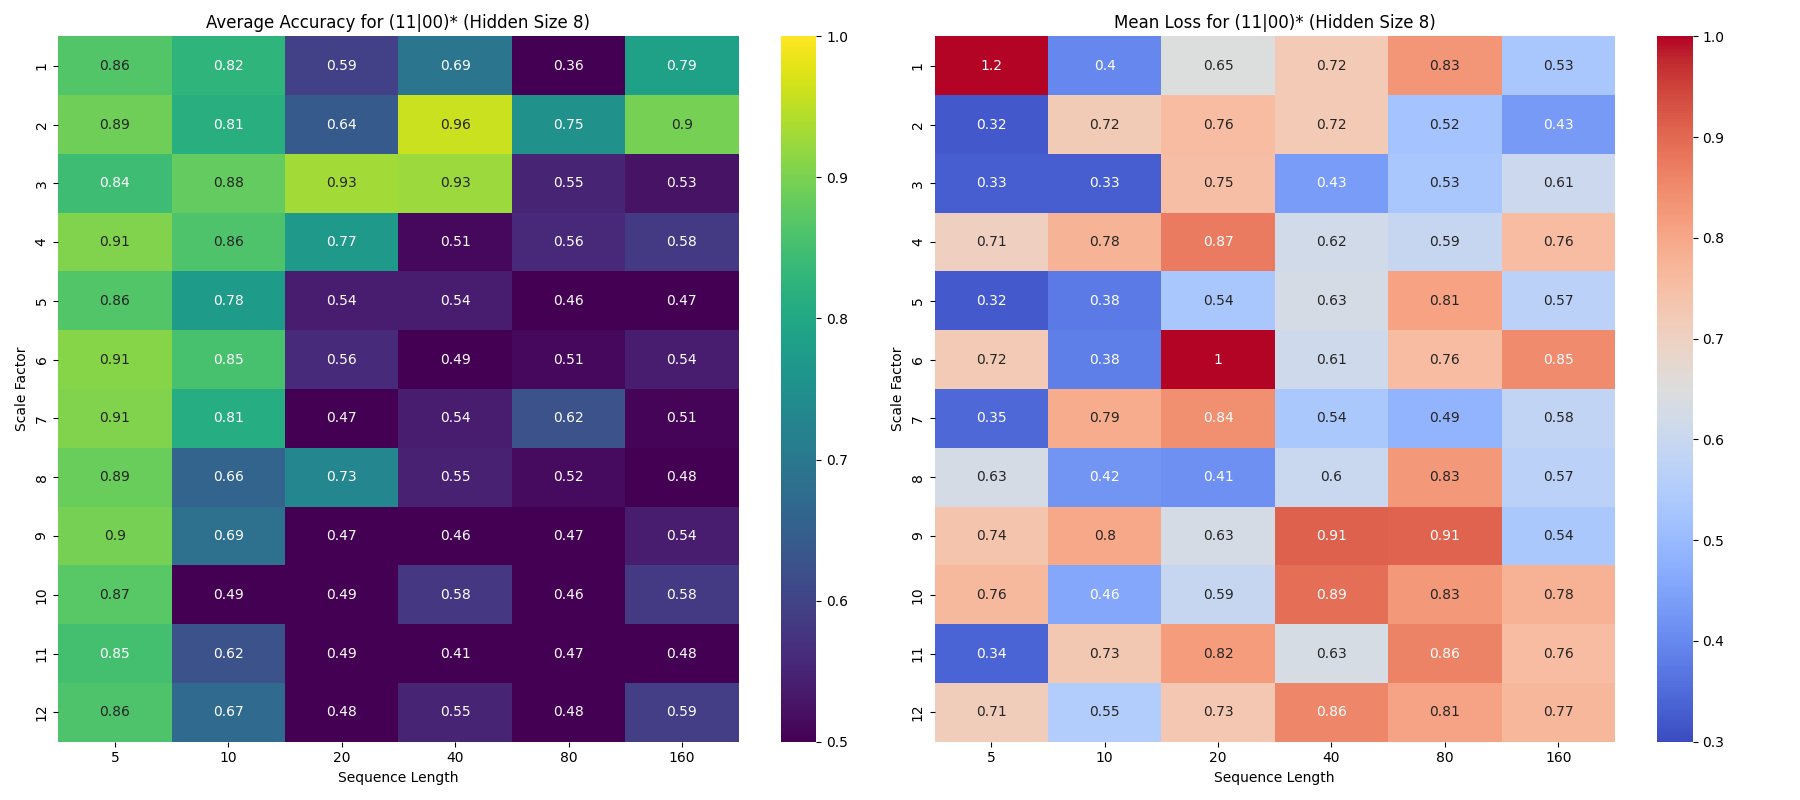 Average Accuracy for (11|00)* (Hidden Size 8)
Scale Factor
1 0.86 0.82 0.59 0.69 0.36 0.79
2 0.89 0.81 0.64 0.96 0.75 0.9
3 0.84 0.88 0.93 0.93 0.55 0.53
4 0.91 0.86 0.77 0.51 0.56 0.58
5 0.86 0.78 0.54 0.54 0.46 0.47
6 0.91 0.85 0.56 0.49 0.51 0.54
7 0.91 0.81 0.47 0.54 0.62 0.51
8 0.89 0.66 0.73 0.55 0.52 0.48
9 0.9 0.69 0.47 0.46 0.47 0.54
10 0.87 0.49 0.49 0.58 0.46 0.58
11 0.85 0.62 0.49 0.41 0.47 0.48
12 0.86 0.67 0.48 0.55 0.48 0.59
5 10 20 40 80 160
Sequence Length
1.0
0.9
0.8
0.7
0.6
0.5
Mean Loss for (11|00)* (Hidden Size 8)
Scale Factor
1 1.2 0.4 0.65 0.72 0.83 0.53
2 0.32 0.72 0.76 0.72 0.52 0.43
3 0.33 0.33 0.75 0.43 0.53 0.61
4 0.71 0.78 0.87 0.62 0.59 0.76
5 0.32 0.38 0.54 0.63 0.81 0.57
6 0.72 0.38 1 0.61 0.76 0.85
7 0.35 0.79 0.84 0.54 0.49 0.58
8 0.63 0.42 0.41 0.6 0.83 0.57
9 0.74 0.8 0.63 0.91 0.91 0.54
10 0.76 0.46 0.59 0.89 0.83 0.78
11 0.34 0.73 0.82 0.63 0.86 0.76
12 0.71 0.55 0.73 0.86 0.81 0.77
5 10 20 40 80 160
Sequence Length
1.0
0.9
0.8
0.7
0.6
0.5
0.4
0.3